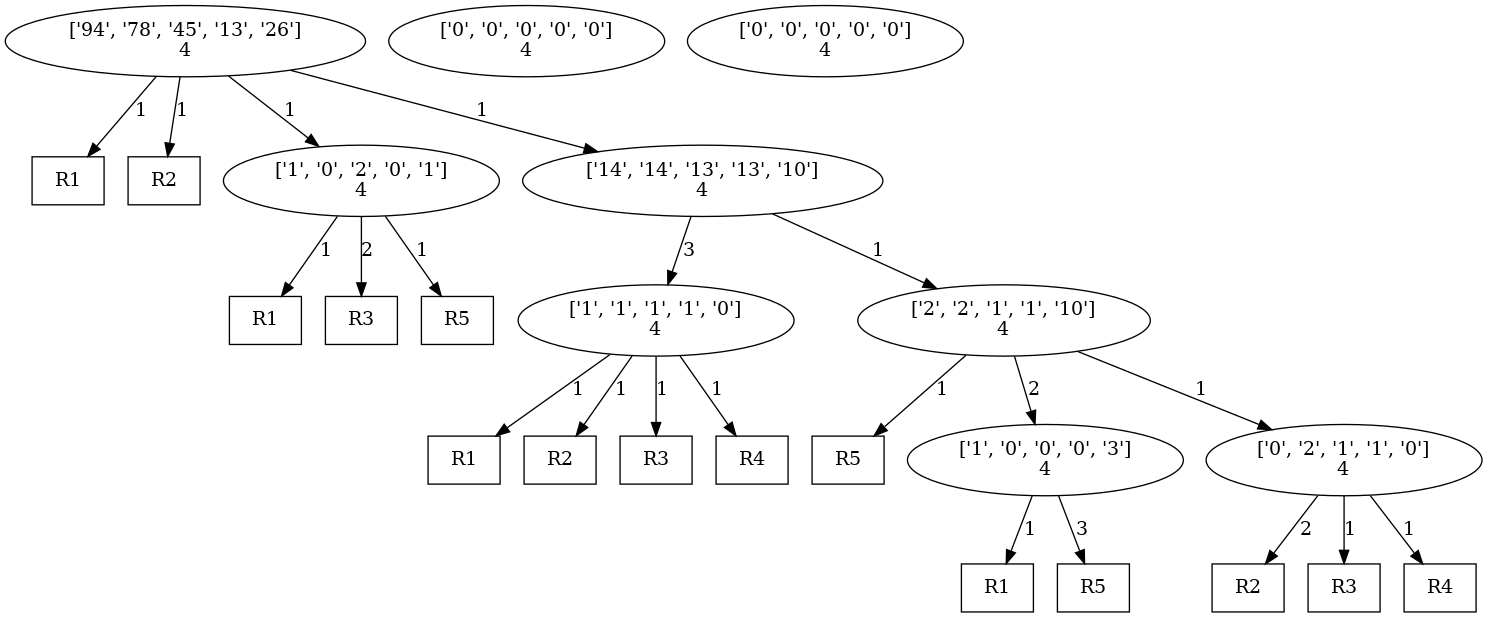 ['94', '78', '45', '13', '26']
4
['0', '0', '0', '0', '0']
4
['0', '0', '0', '0', '0']
4
1
1
1
1
R1
R2
['1', '0', '2', '0', '1']
4
['14', '14', '13', '13', '10']
4
1
2
1
3
1
R1
R3
R5
['1', '1', '1', '1', '0']
4
['2', '2', '1', '1', '10']
4
1
1
1
1
1
2
1
R1
R2
R3
R4
R5
['1', '0', '0', '0', '3']
4
['0', '2', '1', '1', '0']
4
1
3
2
1
1
R1
R5
R2
R3
R4